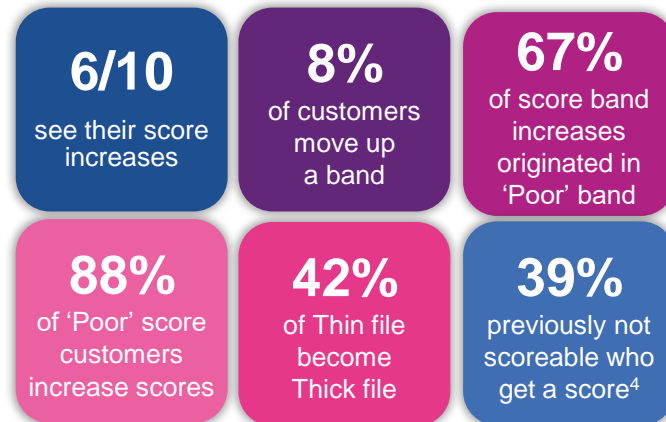 6/10
see their score
increases
8%
of customers
move up
a band
67%
of score band
increases
originated in
‘Poor’ band
88%
of ‘Poor’ score
customers
increase scores
42%
of Thin file
become
Thick file
39%
previously not
scoreable who
get a score⁴